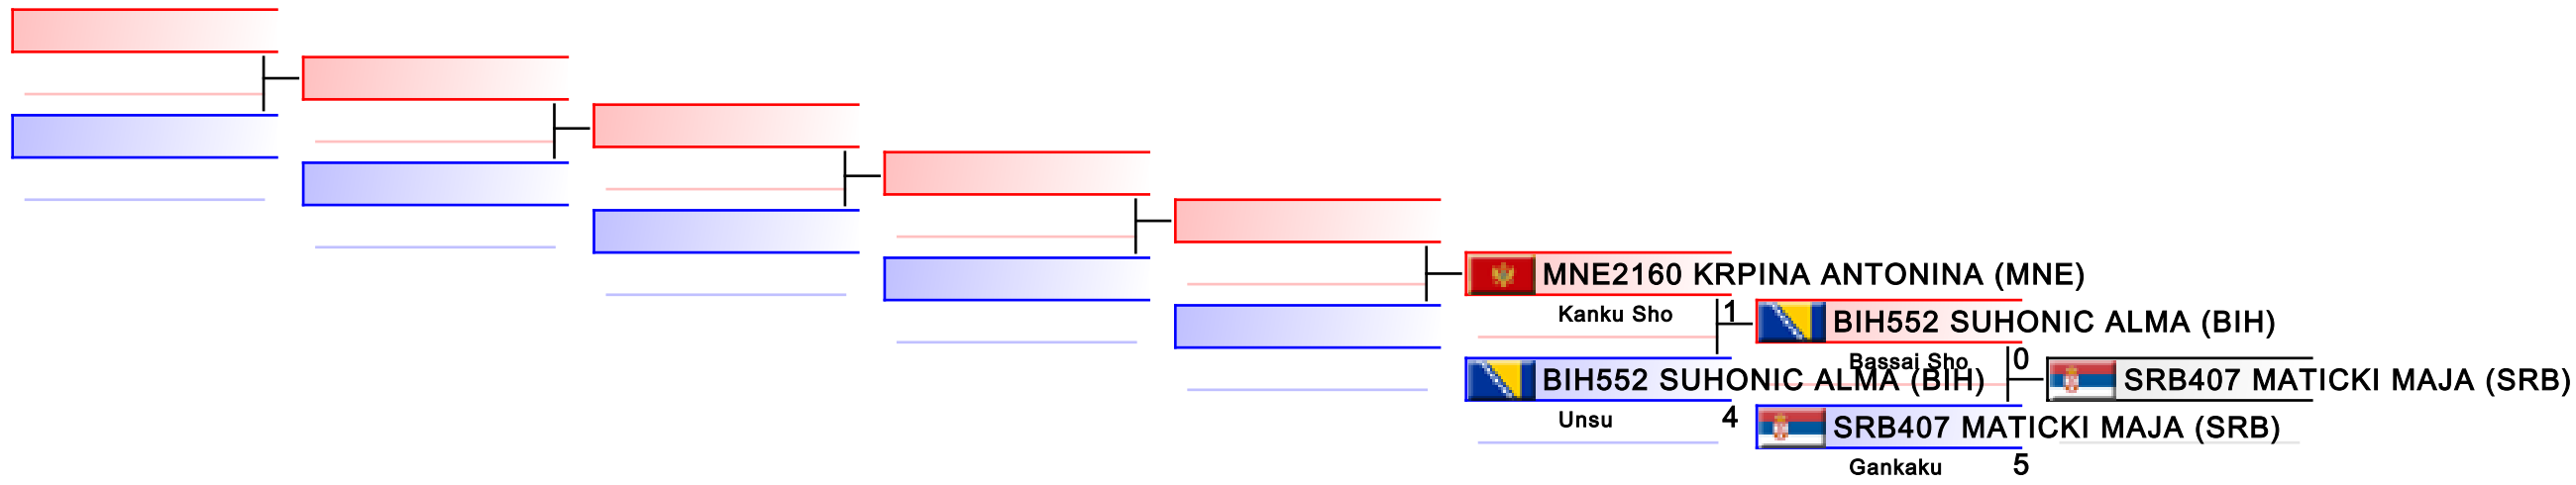 MNE2160 KRPINA ANTONINA (MNE)
Kanku Sho
1
BIH552 SUHONIC ALMA (BIH)
Unsu
4
BIH552 SUHONIC ALMA (BIH)
Bassai Sho
0
SRB407 MATICKI MAJA (SRB)
Gankaku
5
SRB407 MATICKI MAJA (SRB)